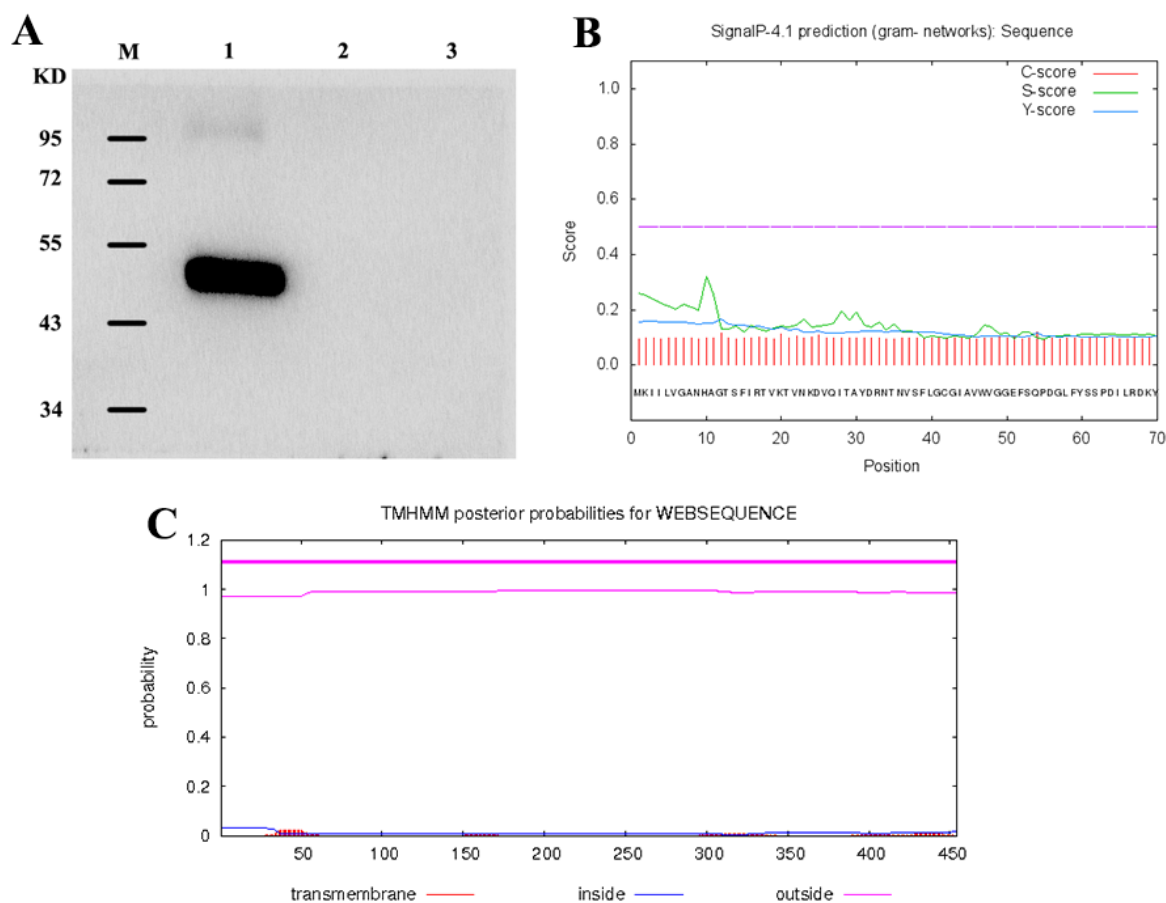 A
M 1 2 3
KD
95
72
55
43
34
B
SignalP-4.1 prediction (gram- networks): Sequence
C-score
S-score
Y-score
Score
1.0
0.8
0.6
0.4
0.2
0.0
MKIILVGANHAGTSFIRTVKTVNKDVQITAYDRNTNVSFLGCGIAVWVGGEFSQPDGLFYSSPDILRDKY
0 10 20 30 40 50 60 70
Position
C
TMHMM posterior probabilities for WEBSEQUENCE
probability
1.2
1
0.8
0.6
0.4
0.2
0
50 100 150 200 250 300 350 400 450
transmembrane inside outside